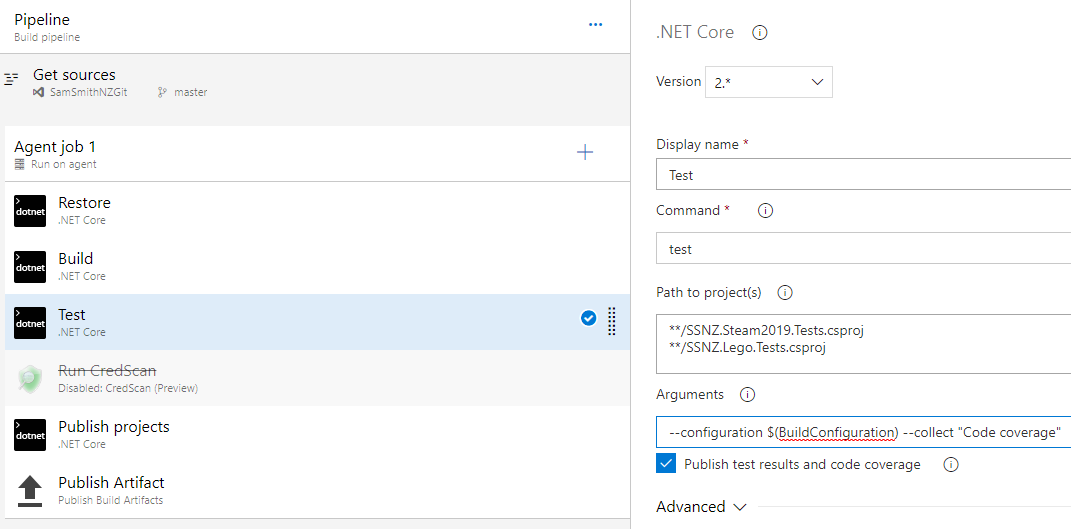 Pipeline
Build pipeline
...
Get sources
SamSmithNZGit master
Agent job 1
Run on agent
>
dotnet
Restore
.NET Core
>
dotnet
Build
.NET Core
>
dotnet
Test
.NET Core
Run CredScan
Disabled: CredScan (Preview)
>
dotnet
Publish projects
.NET Core
Publish Artifact
Publish Build Artifacts
.NET Core
Version 2.*
Display name *
Test
Command *
test
Path to project(s)
**/SSNZ.Steam2019.Tests.csproj
**/SSNZ.Lego.Tests.csproj
Arguments
--configuration $(BuildConfiguration) --collect "Code coverage"
Publish test results and code coverage
Advanced